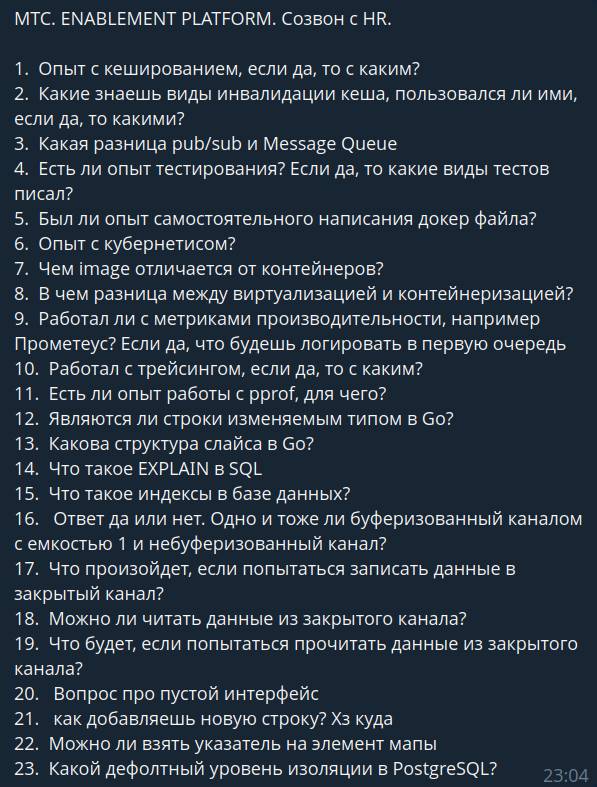 МТС. ENABLEMENT PLATFORM. Созвон с HR.

1.  Опыт с кешированием, если да, то с каким?
2.  Какие знаешь виды инвалидации кеша, пользовался ли ими,
если да, то какими?
3.  Какая разница pub/sub и Message Queue
4.  Есть ли опыт тестирования? Если да, то какие виды тестов
писал?
5.  Был ли опыт самостоятельного написания докер файла?
6.  Опыт с кубернетисом?
7.  Чем image отличается от контейнеров?
8.  В чем разница между виртуализацией и контейнеризацией?
9.  Работал ли с метриками производительности, например
Прометеус? Если да, что будешь логировать в первую очередь
10.  Работал с трейсингом, если да, то с каким?
11.  Есть ли опыт работы с pprof, для чего?
12.  Являются ли строки изменяемым типом в Go?
13.  Какова структура слайса в Go?
14.  Что такое EXPLAIN в SQL
15.  Что такое индексы в базе данных?
16.   Ответ да или нет. Одно и тоже ли буферизованный каналом
с емкостью 1 и небуферизованный канал?
17.  Что произойдет, если попытаться записать данные в
закрытый канал?
18.  Можно ли читать данные из закрытого канала?
19.  Что будет, если попытаться прочитать данные из закрытого
канала?
20.   Вопрос про пустой интерфейс
21.   как добавляешь новую строку? Хз куда
22.  Можно ли взять указатель на элемент мапы
23.  Какой дефолтный уровень изоляции в PostgreSQL?
23:04